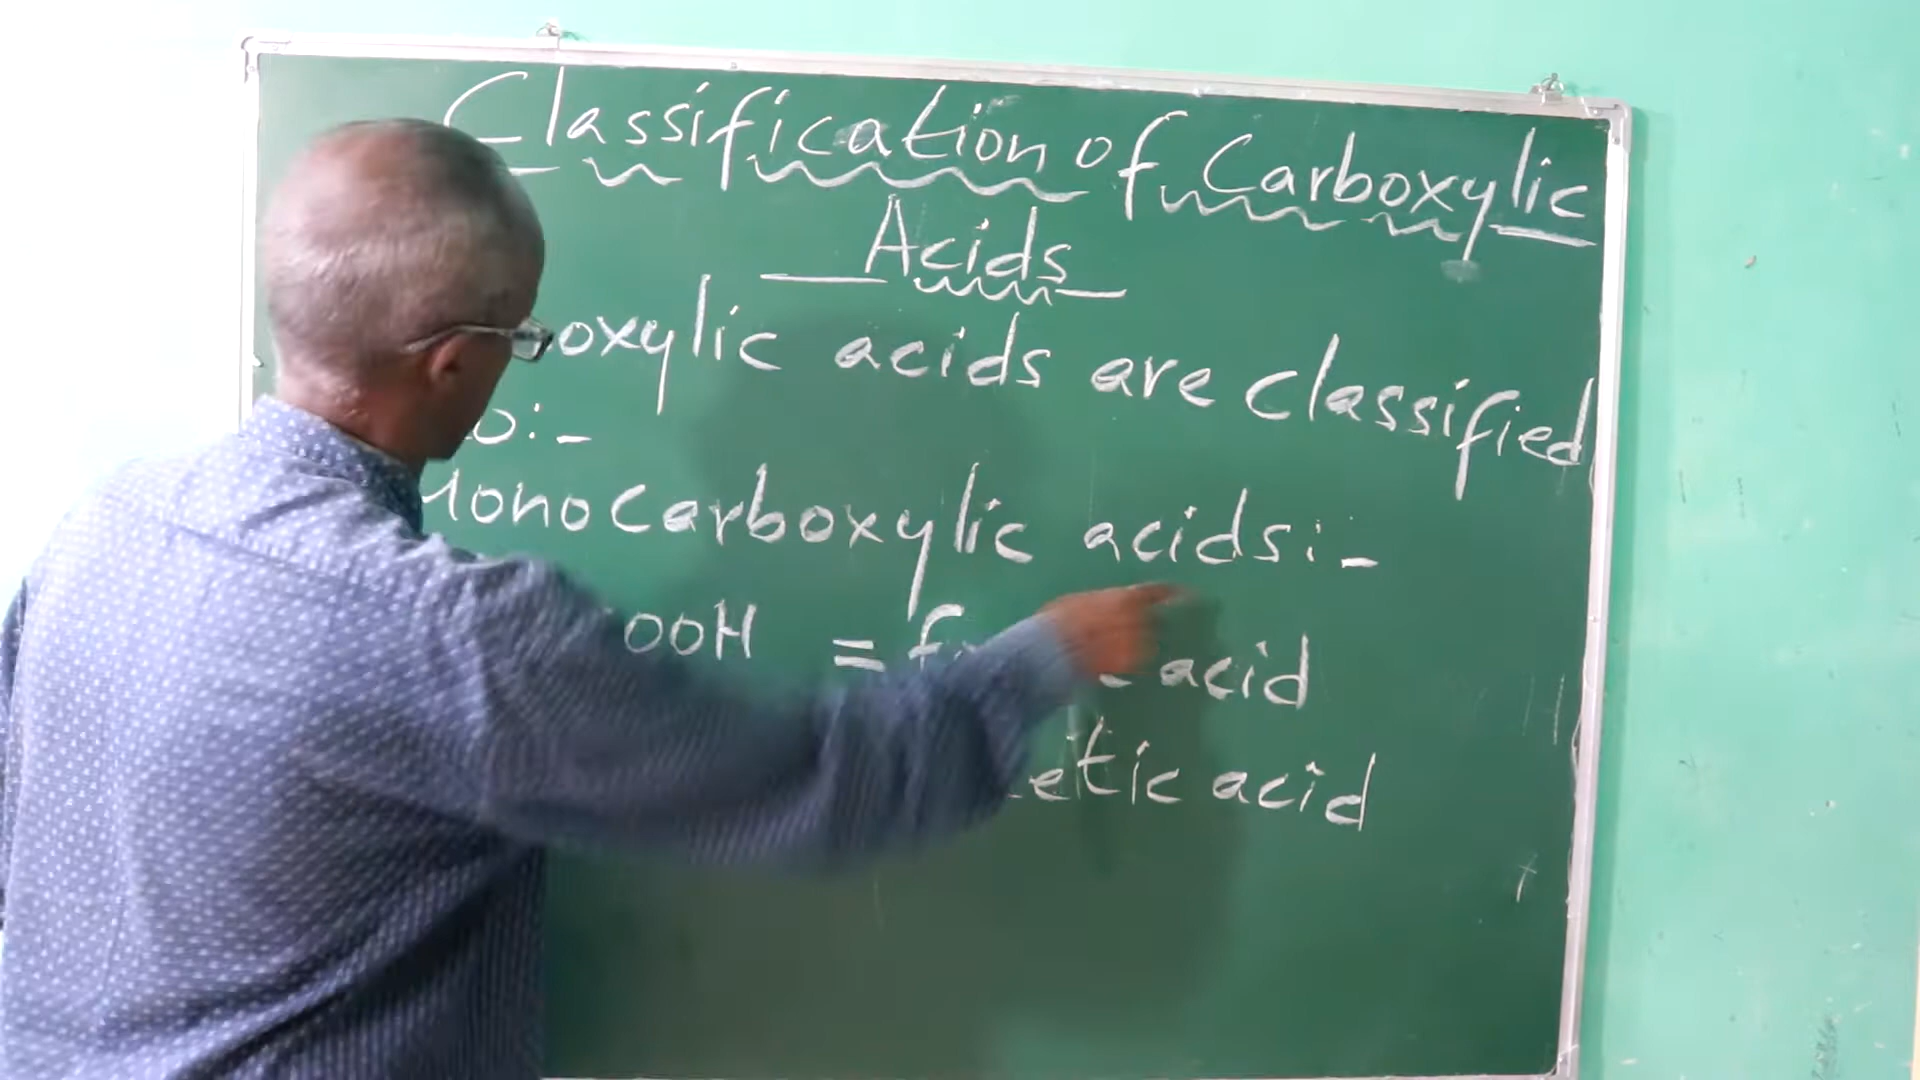 Classification of Carboxylic
Acids
oxylic acids are classified
o:-
Monocarboxylic acids:-
OOH = acid
etic acid